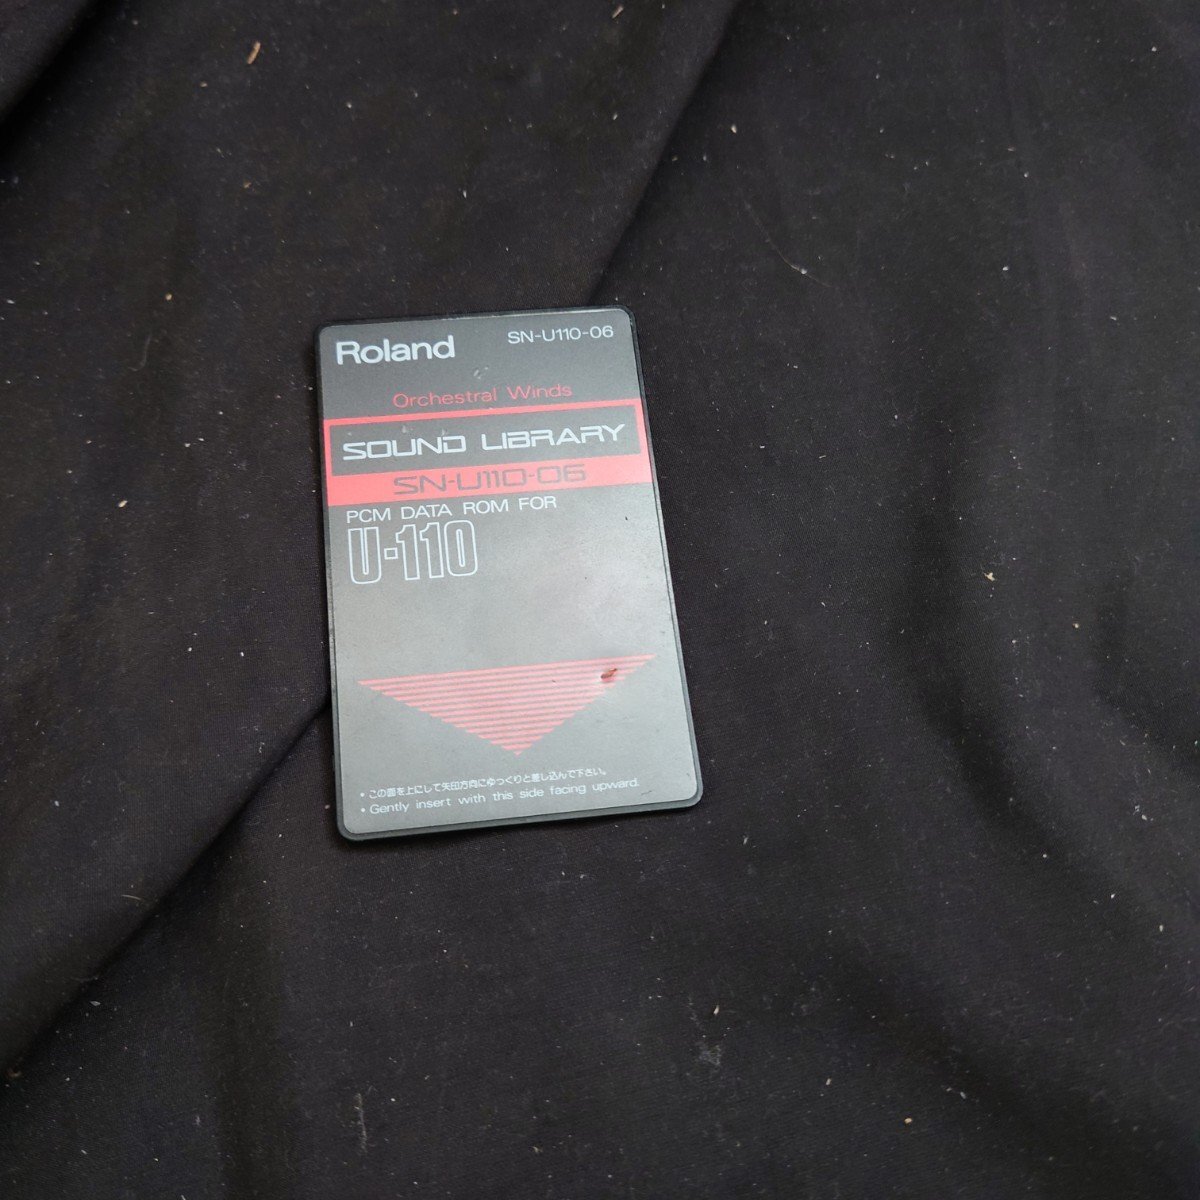 Roland SN-U110-06
Orchestral Winds
SOUND LIBRARY
SN-U110-06
PCM DATA ROM FOR
U-110
• この面を上にして矢印方向にゆっくりと差し込んで下さい。
• Gently insert with this side facing upward.